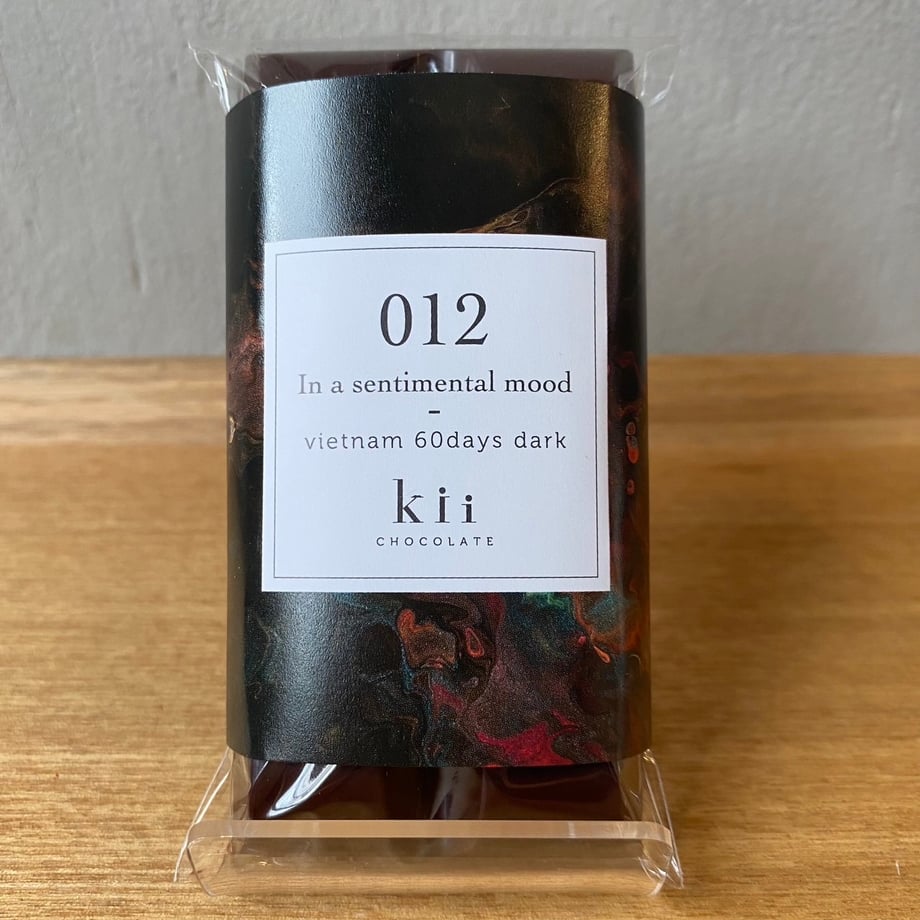 012
In a sentimental mood
-
vietnam 60days dark
kii
CHOCOLATE